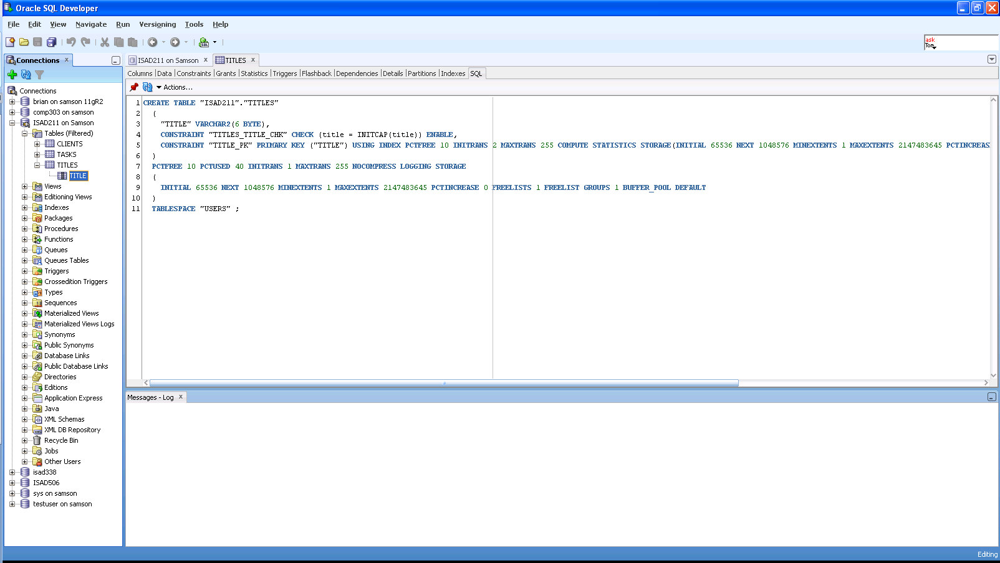 Oracle SQL Developer
File Edit View Navigate Run Versioning Tools Help
SQL
ask
Tom
Connections
Connections
brian on samson 11gR2
comp303 on samson
ISAD211 on Samson
Tables (Filtered)
CLIENTS
TASKS
TITLES
TITLE
Views
Editioning Views
Indexes
Packages
Procedures
Functions
Queues
Queues Tables
Triggers
Crossedition Triggers
Types
Sequences
Materialized Views
Materialized Views Logs
Synonyms
Public Synonyms
Database Links
Public Database Links
Directories
Editions
Application Express
Java
XML Schemas
XML DB Repository
Recycle Bin
Jobs
Other Users
isad338
ISAD506
sys on samson
testuser on samson
ISAD211 on Samson TITLES
Columns Data Constraints Grants Statistics Triggers Flashback Dependencies Details Partitions Indexes SQL
Actions...
1 CREATE TABLE "ISAD211"."TITLES"
2 (
3 "TITLE" VARCHAR2(6 BYTE),
4 CONSTRAINT "TITLES_TITLE_CHK" CHECK (title = INITCAP(title)) ENABLE,
5 CONSTRAINT "TITLE_PK" PRIMARY KEY ("TITLE") USING INDEX PCTFREE 10 INITRANS 2 MAXTRANS 255 COMPUTE STATISTICS STORAGE(INITIAL 65536 NEXT 1048576 MINEXTENTS 1 MAXEXTENTS 2147483645 PCTINCREAS
6 )
7 PCTFREE 10 PCTUSED 40 INITRANS 1 MAXTRANS 255 NOCOMPRESS LOGGING STORAGE
8 (
9 INITIAL 65536 NEXT 1048576 MINEXTENTS 1 MAXEXTENTS 2147483645 PCTINCREASE 0 FREELISTS 1 FREELIST GROUPS 1 BUFFER_POOL DEFAULT
10 )
11 TABLESPACE "USERS" ;
Messages - Log
Editing